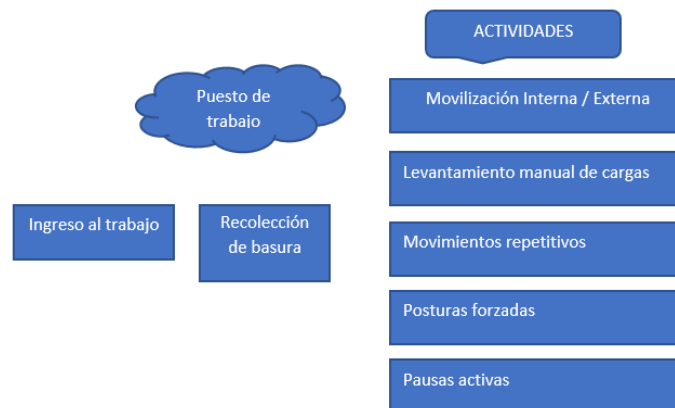 ACTIVIDADES
Puesto de
trabajo
Movilización Interna / Externa
Levantamiento manual de cargas
Ingreso al trabajo
Recolección
de basura
Movimientos repetitivos
Posturas forzadas
Pausas activas